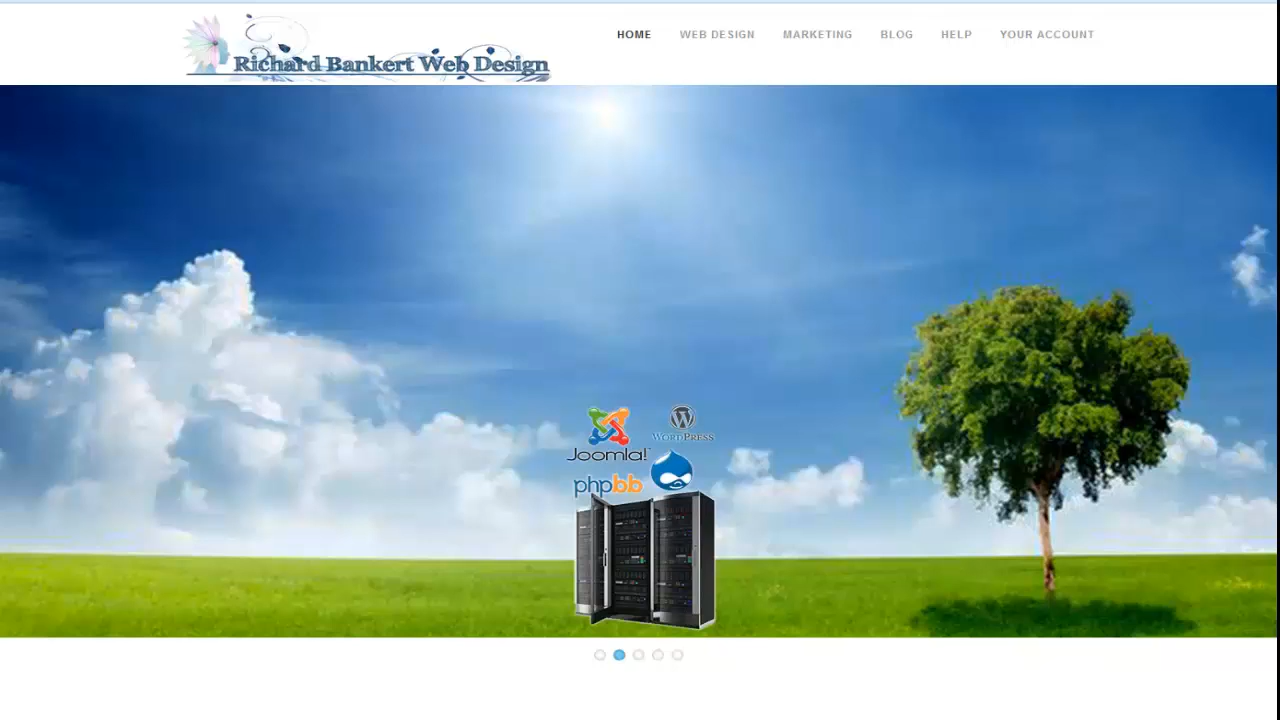 HOME WEB DESIGN MARKETING BLOG HELP YOUR ACCOUNT
Richard Bankert Web Design
W
WORDPRESS
Joomla!
phpbb